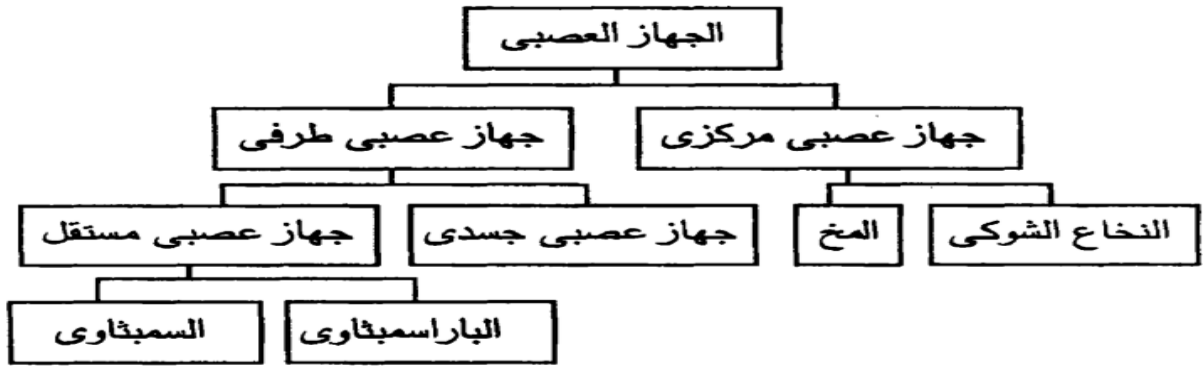 الجهاز العصبى
جهاز عصبى مركزى
جهاز عصبى طرفى
النخاع الشوكى
المخ
جهاز عصبى جسدى
جهاز عصبى مستقل
الباراسمبثاوى
السمبثاوى